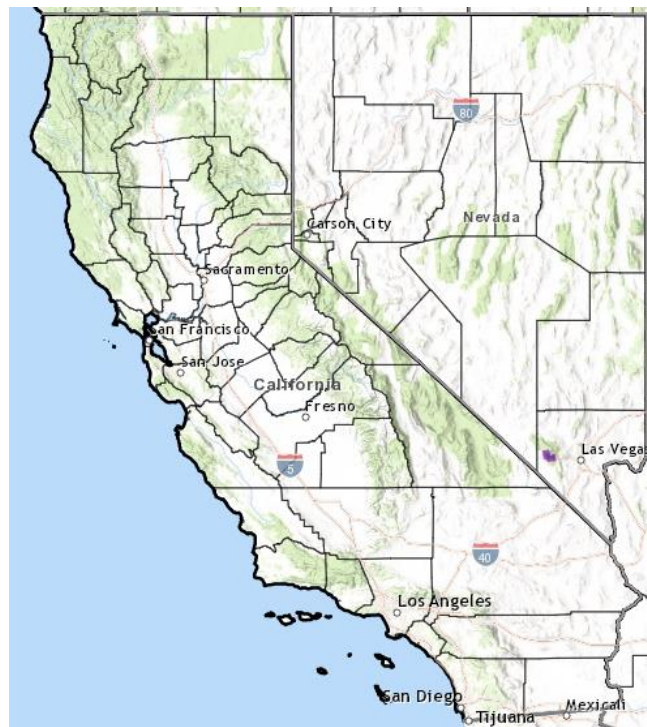 80
Carson City
Nevada
Sacramento
San Francisco
San Jose
California
Fresno
5
Las Vegas
40
Los Angeles
San Diego
Mexicali
Tijuana